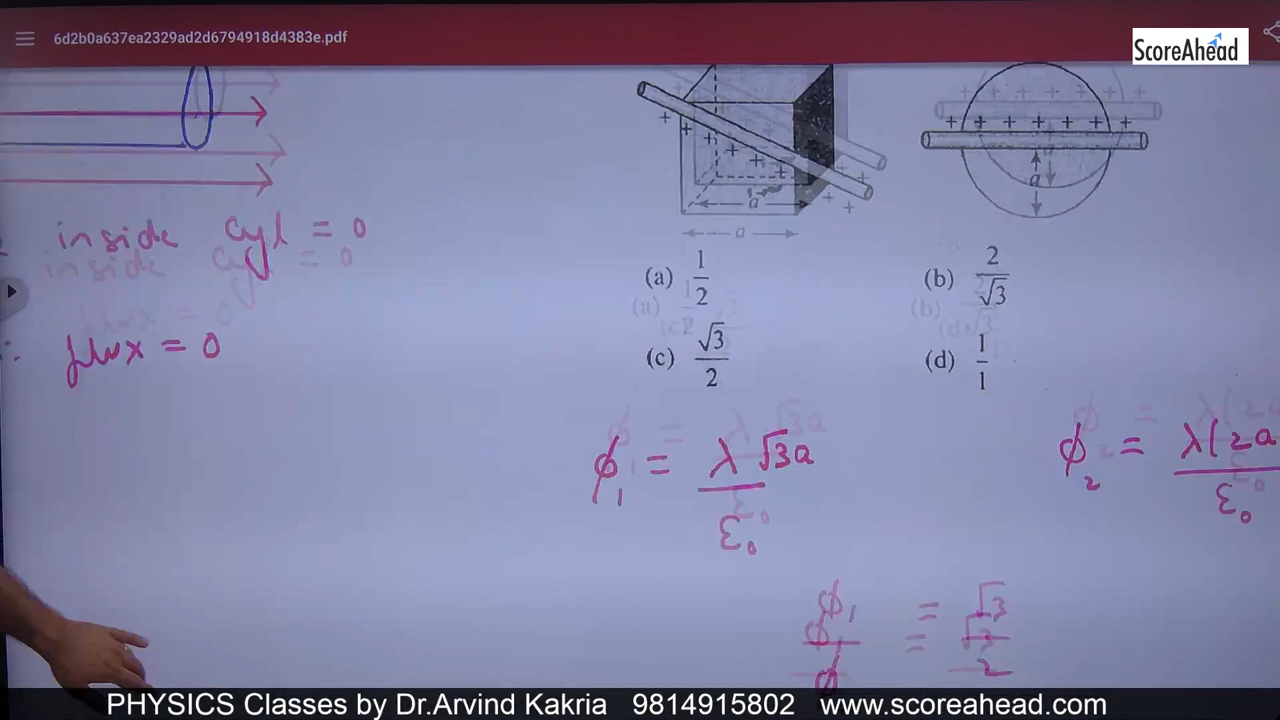 6d2b0a637ea2329ad2d6794918d4383e.pdf
ScoreAhead
inside cyl = 0
∴ flux = 0
+ + + + + + +
+ + + + + + +
a
a
a
(a) 1/2
(b) 2/√3
(c) √3/2
(d) 1/1
ϕ₁ = λ √3a / ε₀
ϕ₂ = λ(2a / ε₀
ϕ₁/ϕ = √3/2
PHYSICS Classes by Dr.Arvind Kakria 9814915802 www.scoreahead.com